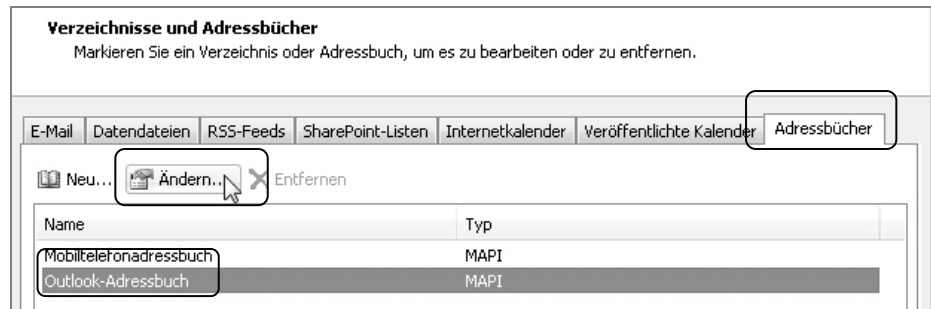 Verzeichnisse und Adressbücher
Markieren Sie ein Verzeichnis oder Adressbuch, um es zu bearbeiten oder zu entfernen.
E-Mail Datendateien RSS-Feeds SharePoint-Listen Internetkalender Veröffentlichte Kalender Adressbücher
Neu... Ändern... Entfernen
Name Typ
Mobiltelefonadressbuch MAPI
Outlook-Adressbuch MAPI